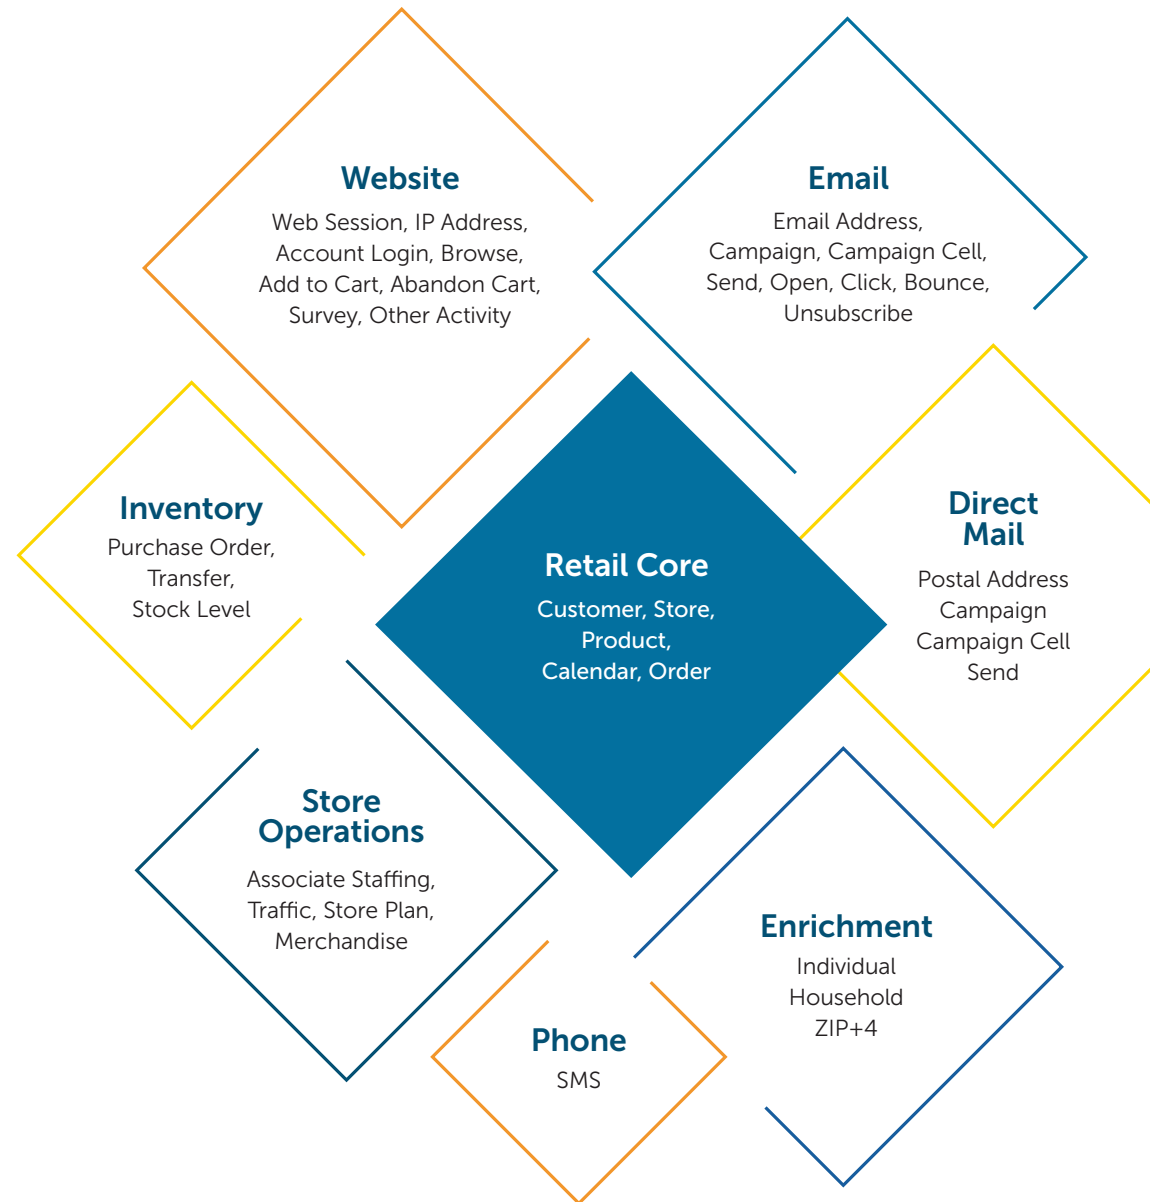 Website
Web Session, IP Address,
Account Login, Browse,
Add to Cart, Abandon Cart,
Survey, Other Activity
Email
Email Address,
Campaign, Campaign Cell,
Send, Open, Click, Bounce,
Unsubscribe
Inventory
Purchase Order,
Transfer,
Stock Level
Retail Core
Customer, Store,
Product,
Calendar, Order
Direct
Mail
Postal Address
Campaign
Campaign Cell
Send
Store
Operations
Associate Staffing,
Traffic, Store Plan,
Merchandise
Phone
SMS
Enrichment
Individual
Household
ZIP+4